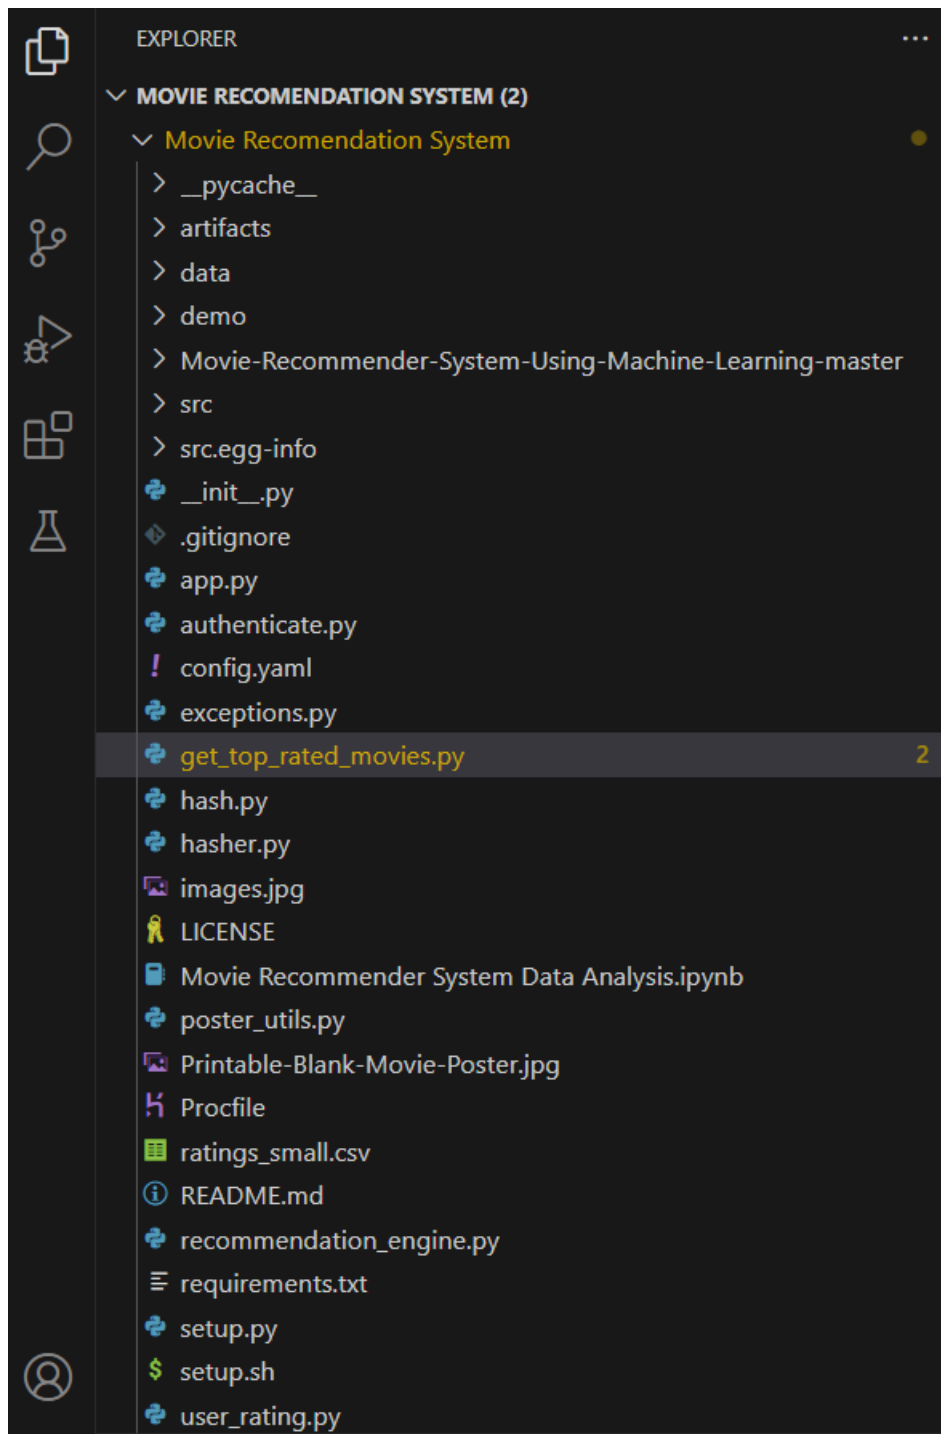 EXPLORER
MOVIE RECOMENDATION SYSTEM (2)
Movie Recomendation System
__pycache__
artifacts
data
demo
Movie-Recommender-System-Using-Machine-Learning-master
src
src.egg-info
__init__.py
.gitignore
app.py
authenticate.py
config.yaml
exceptions.py
get_top_rated_movies.py 2
hash.py
hasher.py
images.jpg
LICENSE
Movie Recommender System Data Analysis.ipynb
poster_utils.py
Printable-Blank-Movie-Poster.jpg
Procfile
ratings_small.csv
README.md
recommendation_engine.py
requirements.txt
setup.py
setup.sh
user_rating.py